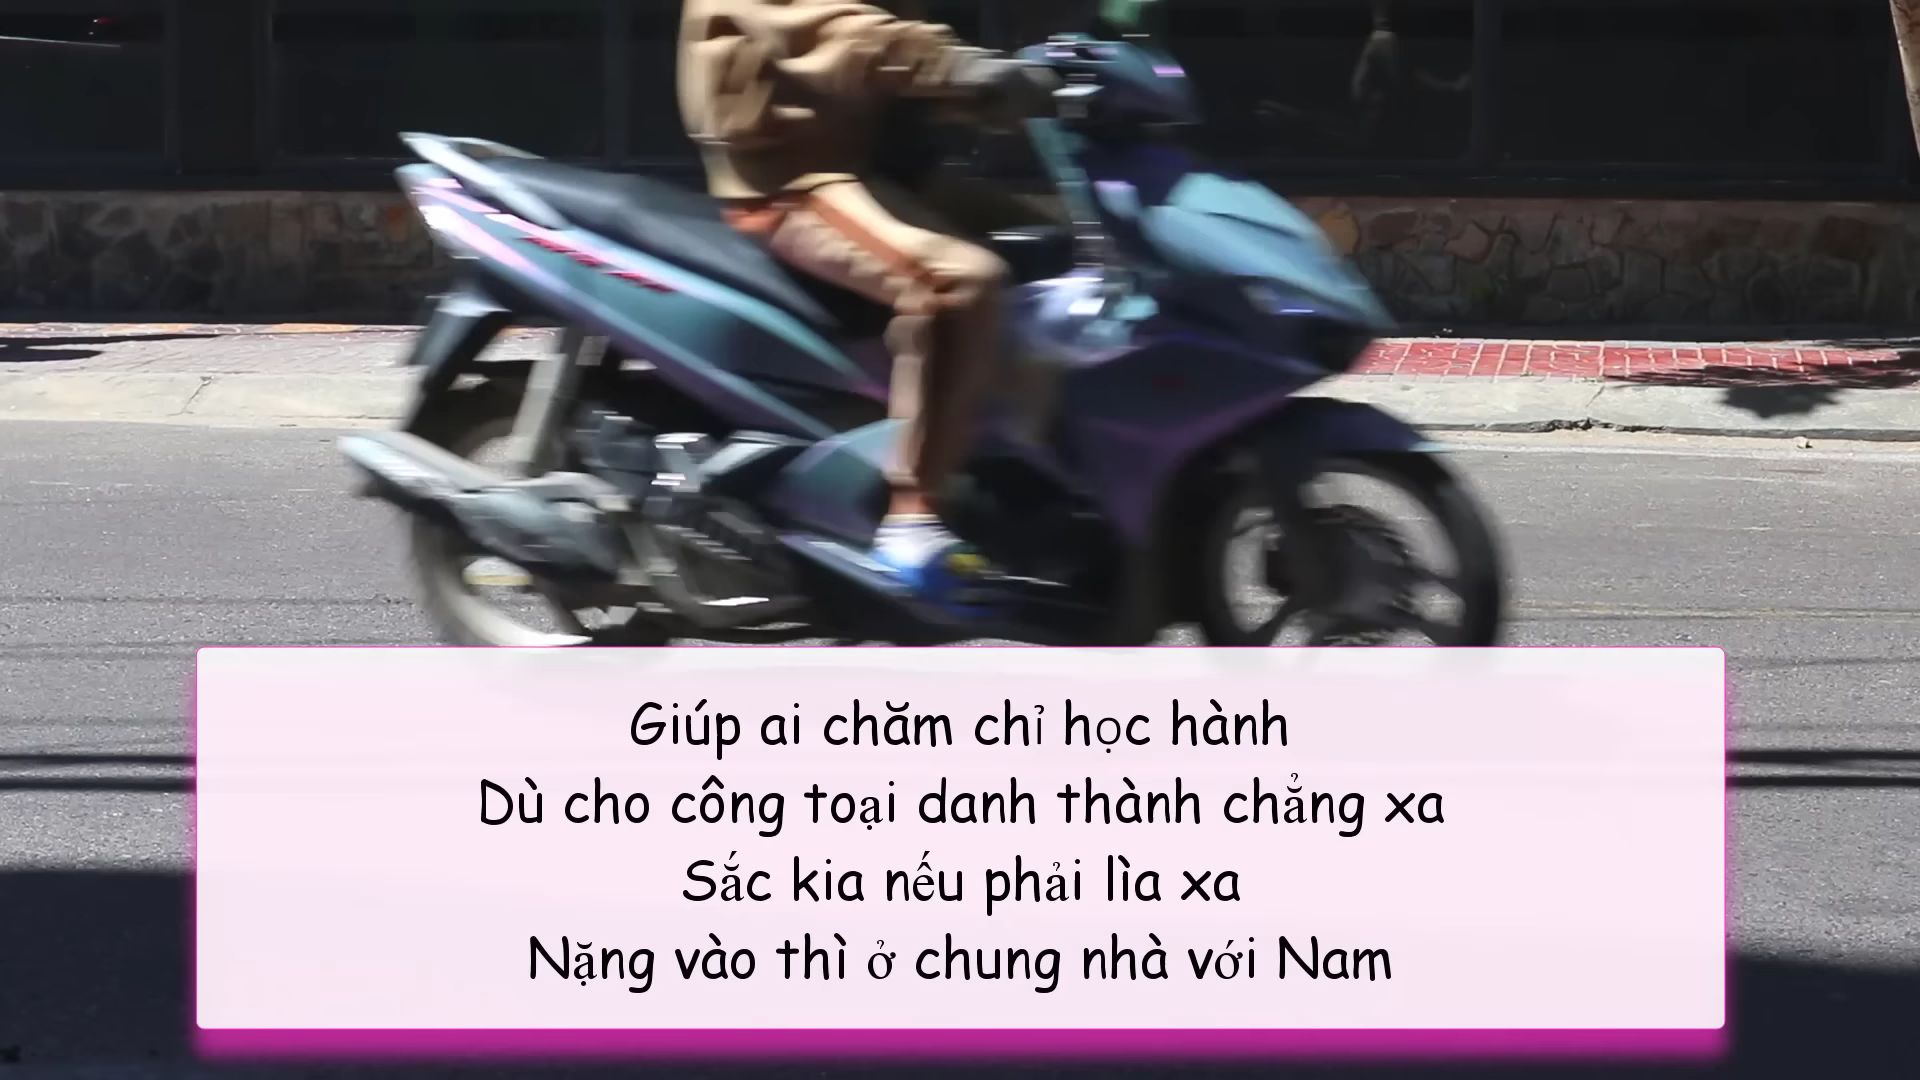 Giúp ai chăm chỉ học hành
Dù cho công toại danh thành chẳng xa
Sắc kia nếu phải lìa xa
Nặng vào thì ở chung nhà với Nam